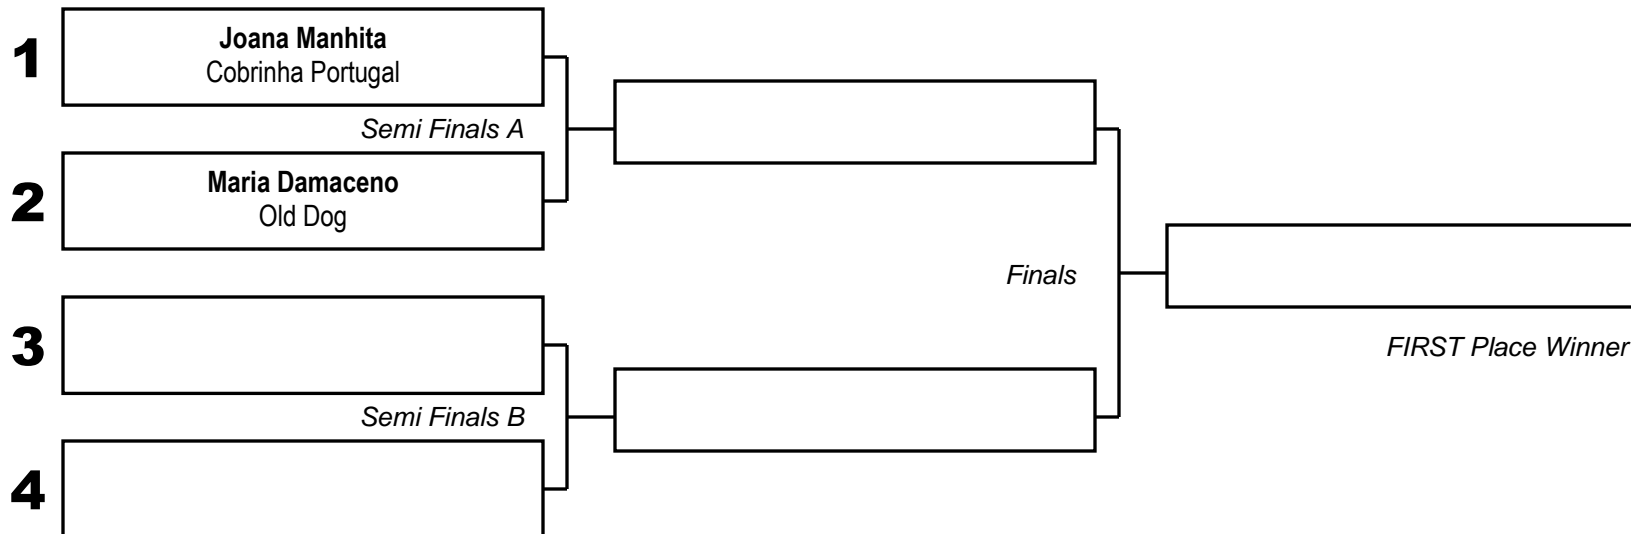 1
Joana Manhita
Cobrinha Portugal
Semi Finals A
2
Maria Damaceno
Old Dog
Finals
3
FIRST Place Winner
Semi Finals B
4